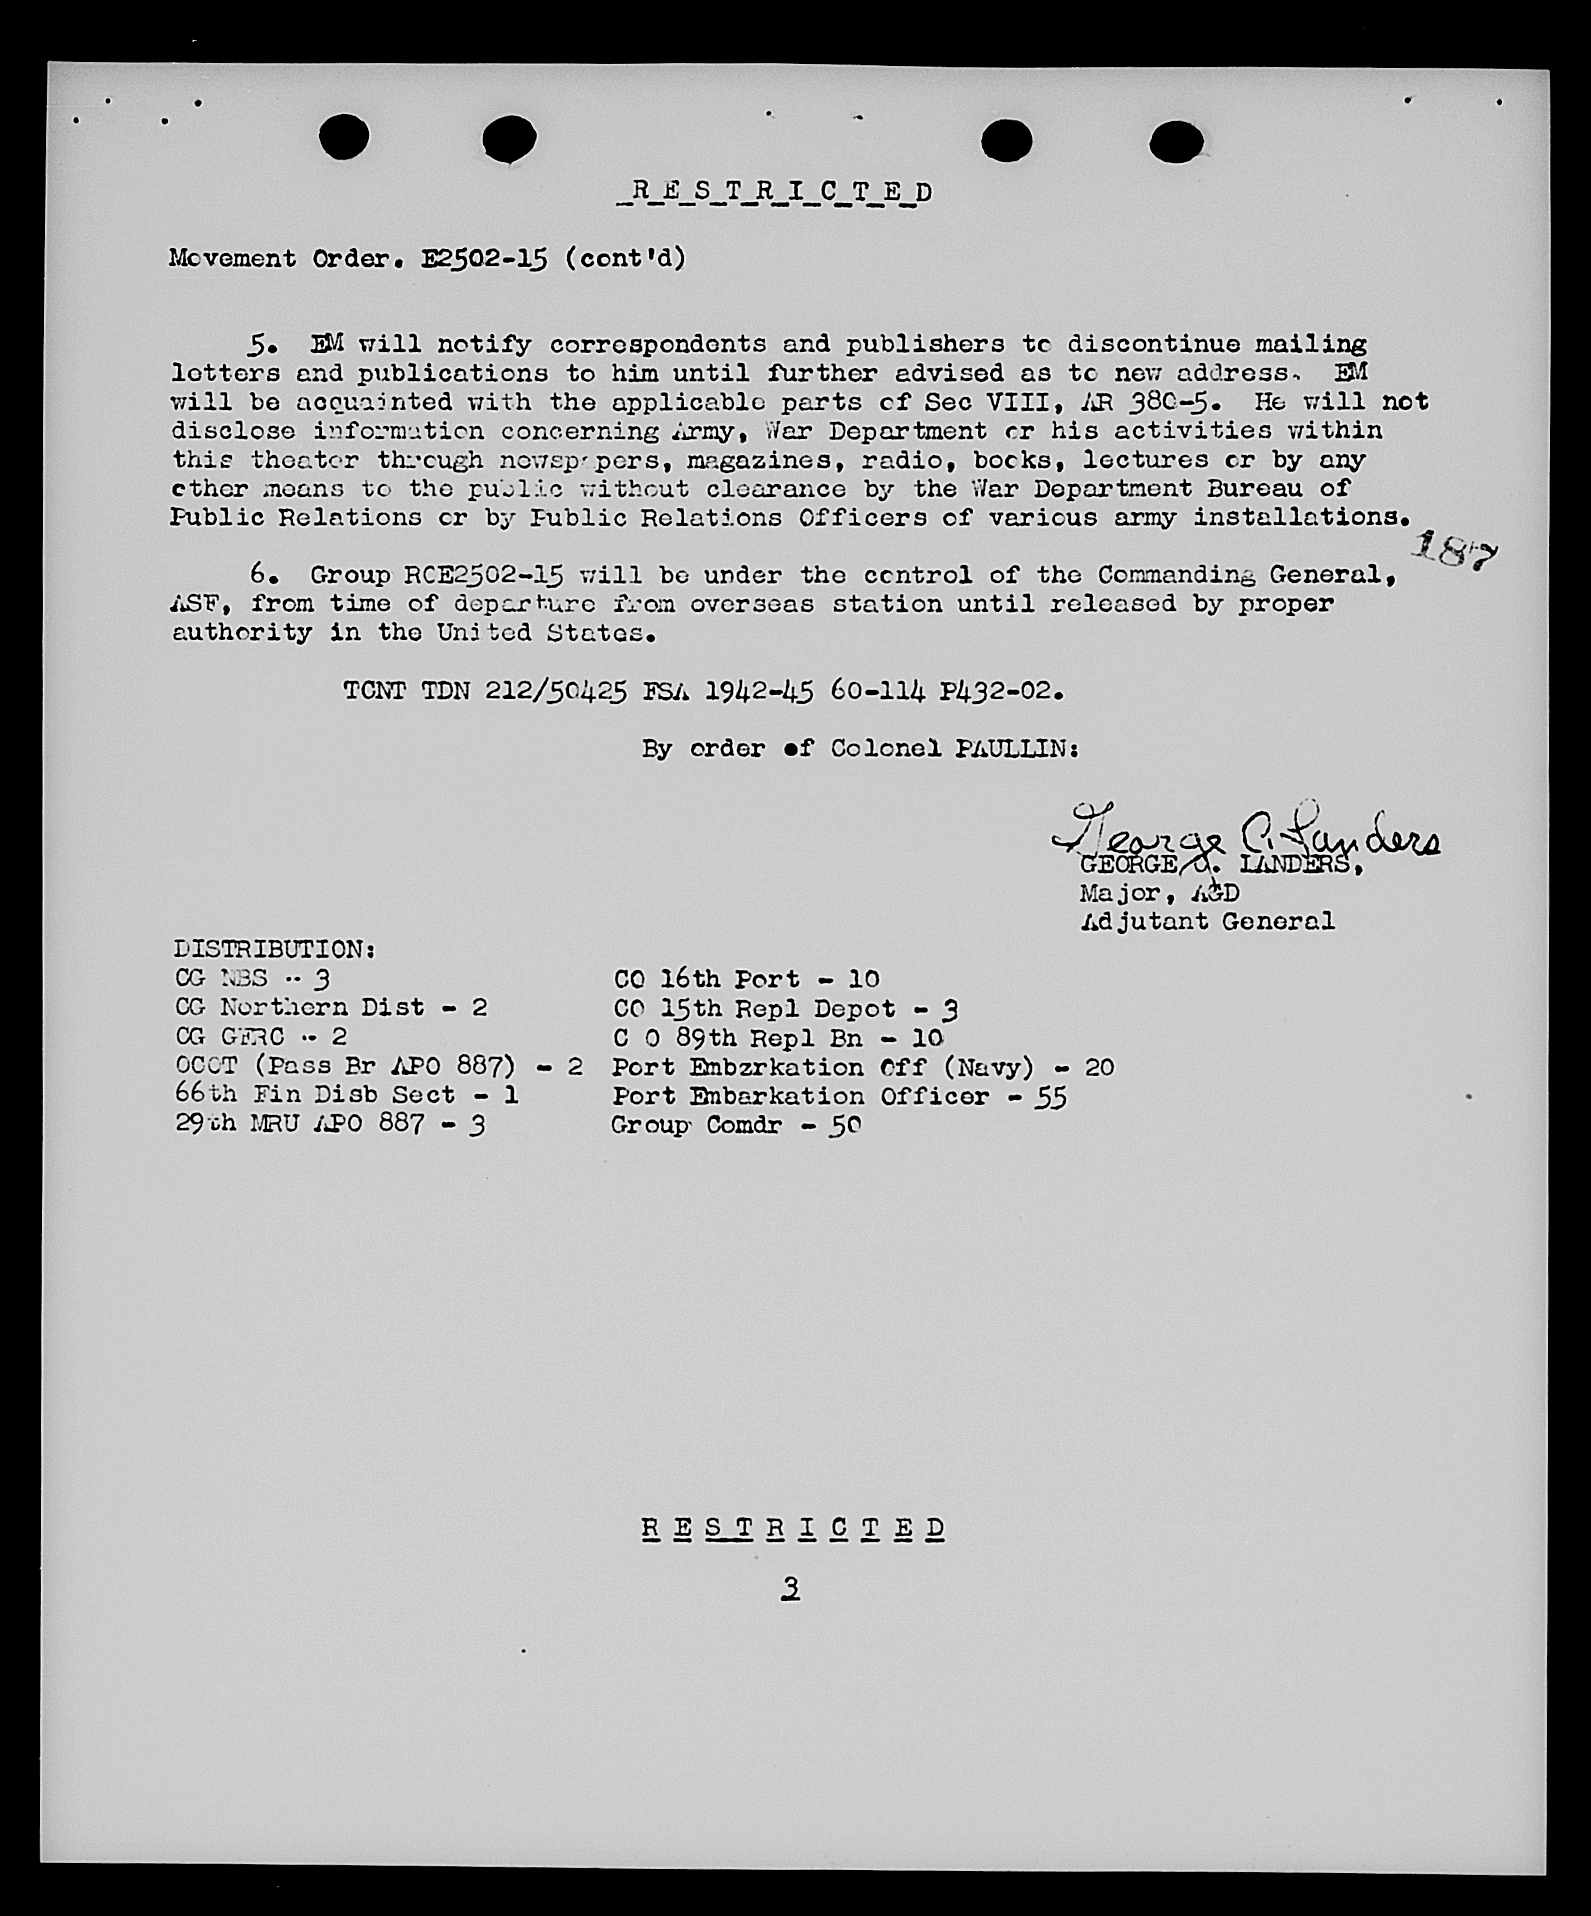 R E S T R I C T E D
Movement Order. E2502-15 (cont'd)
5. EM will notify correspondents and publishers to discontinue mailing
letters and publications to him until further advised as to new address. EM
will be acquainted with the applicable parts of Sec VIII, AR 380-5. He will not
disclose information concerning Army, War Department or his activities within
this theater through newspapers, magazines, radio, books, lectures or by any
other means to the public without clearance by the War Department Bureau of
Public Relations or by Public Relations Officers of various army installations.
187
6. Group RCE2502-15 will be under the control of the Commanding General,
ASF, from time of departure from overseas station until released by proper
authority in the United States.
TCNT TDN 212/50425 FSA 1942-45 60-114 P432-02.
By order of Colonel PAULLIN:
George C. Landers
GEORGE C. LANDERS,
Major, AGD
Adjutant General
DISTRIBUTION:
CG NBS - 3
CG Northern Dist - 2
CG GFRC - 2
OCOT (Pass Br APO 887) - 2
66th Fin Disb Sect - 1
29th MRU APO 887 - 3
CO 16th Port - 10
CO 15th Repl Depot - 3
C O 89th Repl Bn - 10
Port Embzrkation Off (Navy) - 20
Port Embarkation Officer - 55
Group Comdr - 50
R E S T R I C T E D
3